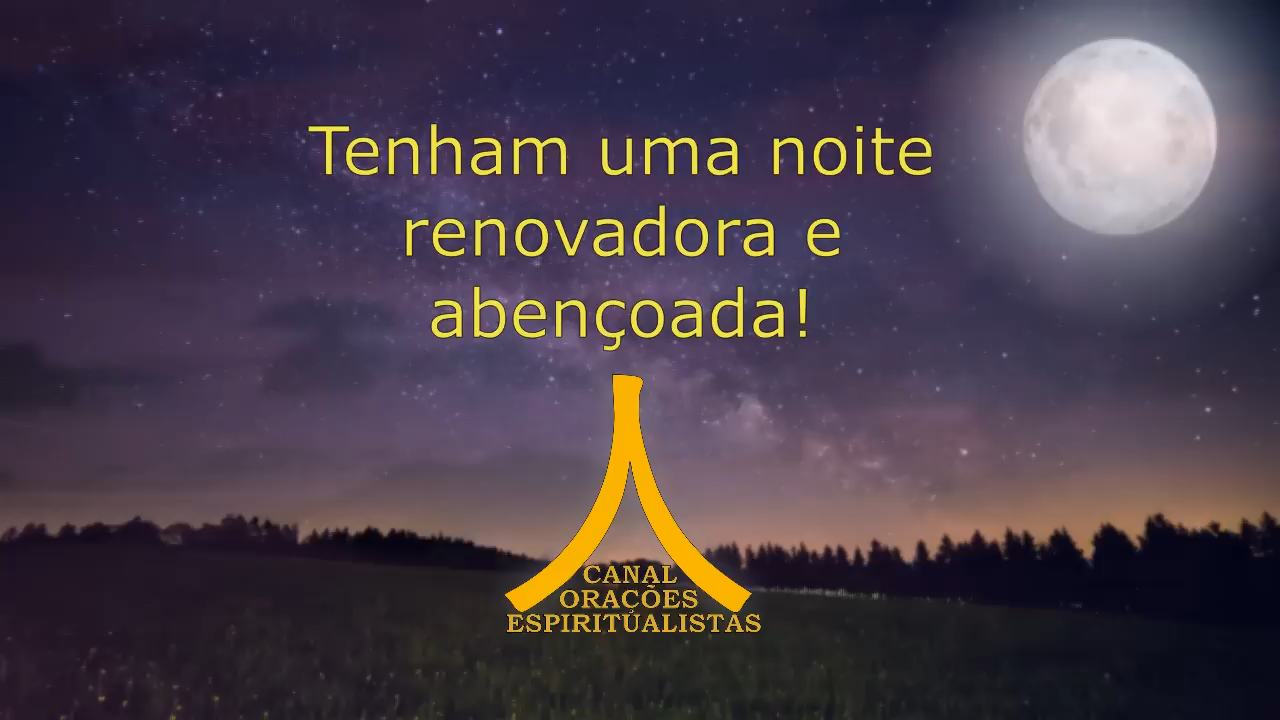 Tenham uma noite
renovadora e
abençoada!
CANAL
ORAÇÕES
ESPIRITUALISTAS